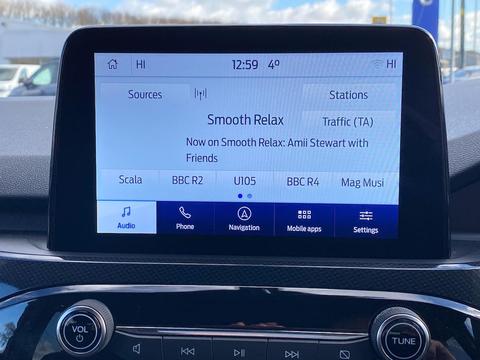 HI 12:59 4° HI
Sources Stations
Smooth Relax Traffic (TA)
Now on Smooth Relax: Amii Stewart with
Friends
Scala BBC R2 U105 BBC R4 Mag Musi
Audio Phone Navigation Mobile apps Settings
VOL TUNE